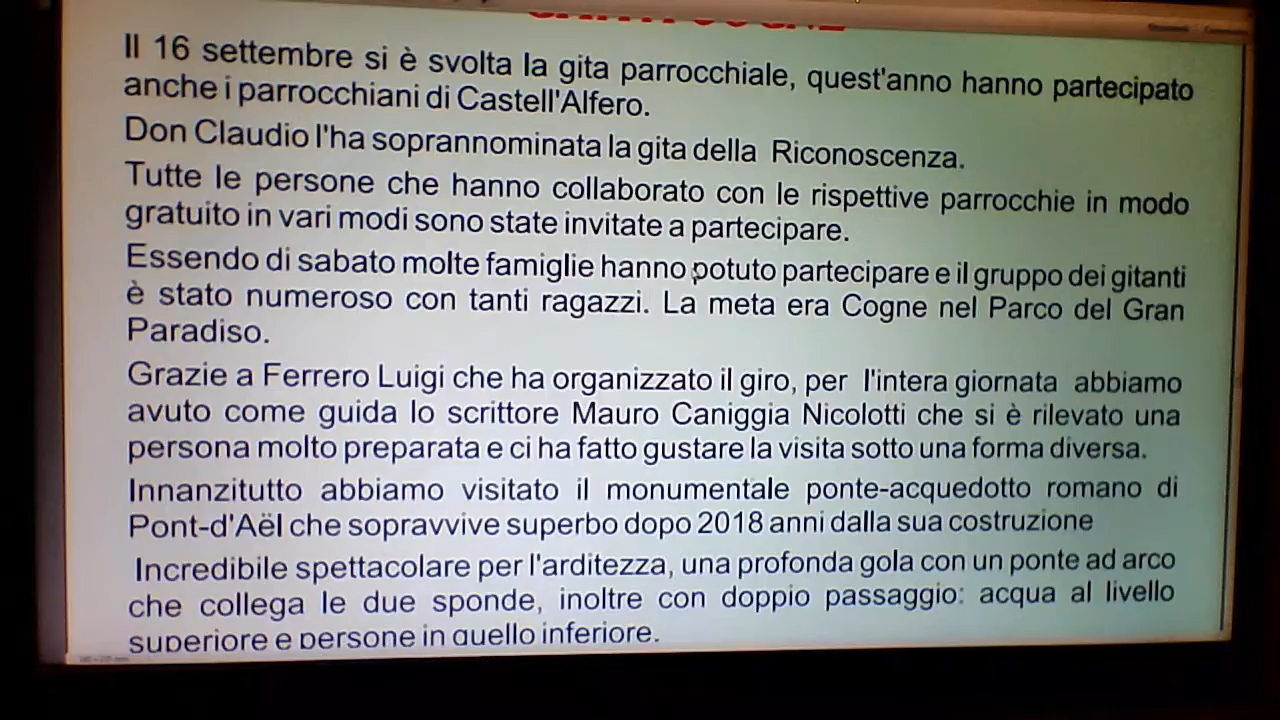 Il 16 settembre si è svolta la gita parrocchiale, quest'anno hanno partecipato
anche i parrocchiani di Castell'Alfero.
Don Claudio l'ha soprannominata la gita della Riconoscenza.
Tutte le persone che hanno collaborato con le rispettive parrocchie in modo
gratuito in vari modi sono state invitate a partecipare.
Essendo di sabato molte famiglie hanno potuto partecipare e il gruppo dei gitanti
è stato numeroso con tanti ragazzi. La meta era Cogne nel Parco del Gran
Paradiso.
Grazie a Ferrero Luigi che ha organizzato il giro, per l'intera giornata abbiamo
avuto come guida lo scrittore Mauro Caniggia Nicolotti che si è rilevato una
persona molto preparata e ci ha fatto gustare la visita sotto una forma diversa.
Innanzitutto abbiamo visitato il monumentale ponte-acquedotto romano di
Pont-d'Aël che sopravvive superbo dopo 2018 anni dalla sua costruzione
Incredibile spettacolare per l'arditezza, una profonda gola con un ponte ad arco
che collega le due sponde, inoltre con doppio passaggio: acqua al livello
superiore e persone in quello inferiore.